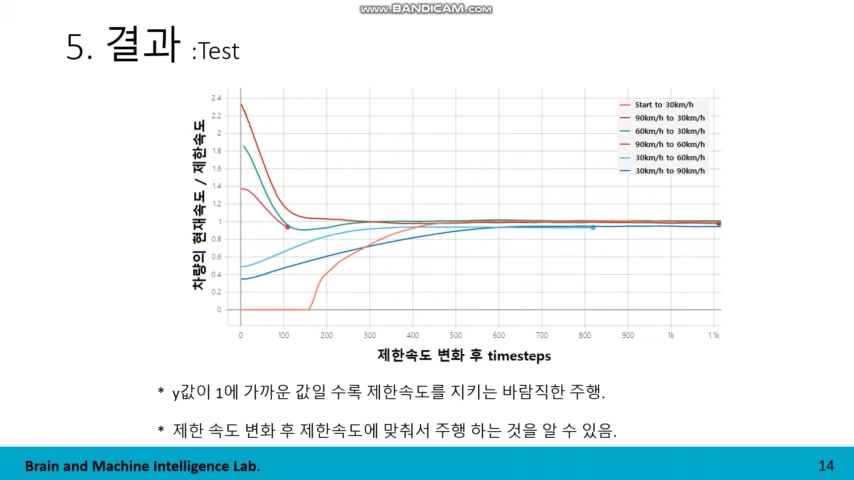 www.BANDICAM.com
5. 결과 :Test
차량의 현재속도 / 제한속도
2.4
2.2
2
1.8
1.6
1.4
1.2
1
0.8
0.6
0.4
0.2
0
Start to 30km/h
90km/h to 30km/h
60km/h to 30km/h
90km/h to 60km/h
30km/h to 60km/h
30km/h to 90km/h
0 100 200 300 400 500 600 700 800 900 1k 1.1k
제한속도 변화 후 timesteps
* y값이 1에 가까운 값일 수록 제한속도를 지키는 바람직한 주행.
* 제한 속도 변화 후 제한속도에 맞춰서 주행 하는 것을 알 수 있음.
Brain and Machine Intelligence Lab. 14